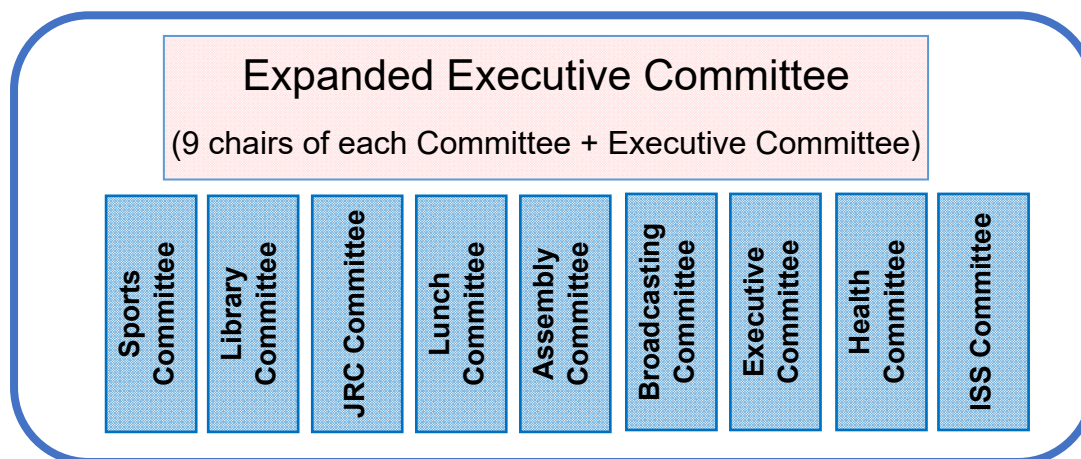 Expanded Executive Committee
(9 chairs of each Committee + Executive Committee)
Sports
Committee
Library
Committee
JRC Committee
Lunch
Committee
Assembly
Committee
Broadcasting
Committee
Executive
Committee
Health
Committee
ISS Committee